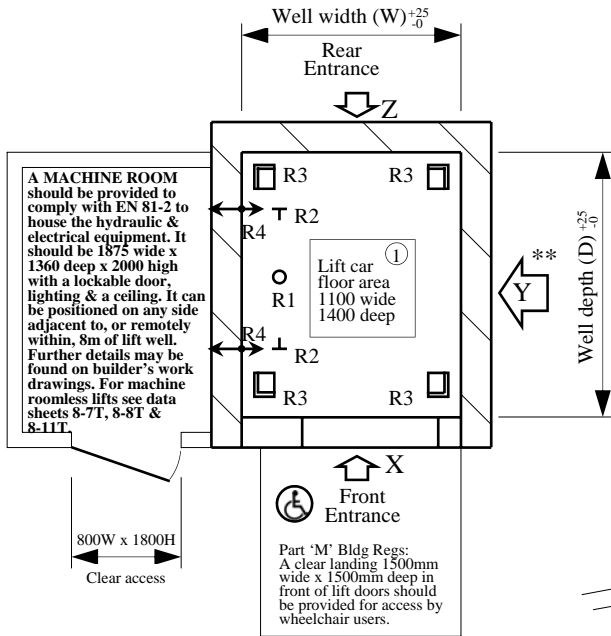 Well width (W) +25 -0
Rear
Entrance
Z
A MACHINE ROOM
should be provided to
comply with EN 81-2 to
house the hydraulic &
electrical equipment. It
should be 1875 wide x
1360 deep x 2000 high
with a lockable door,
lighting & a ceiling. It can
be positioned on any side
adjacent to, or remotely
within, 8m of lift well.
Further details may be
found on builder's work
drawings. For machine
roomless lifts see data
sheets 8-7T, 8-8T &
8-11T.
R3
R3
R2
R4
1
Lift car
floor area
1100 wide
1400 deep
R1
**
Y
Well depth (D) +25 -0
R4
R2
R3
R3
X
Front
Entrance
800W x 1800H
Clear access
Part ‘M’ Bldg Regs:
A clear landing 1500mm
wide x 1500mm deep in
front of lift doors should
be provided for access by
wheelchair users.